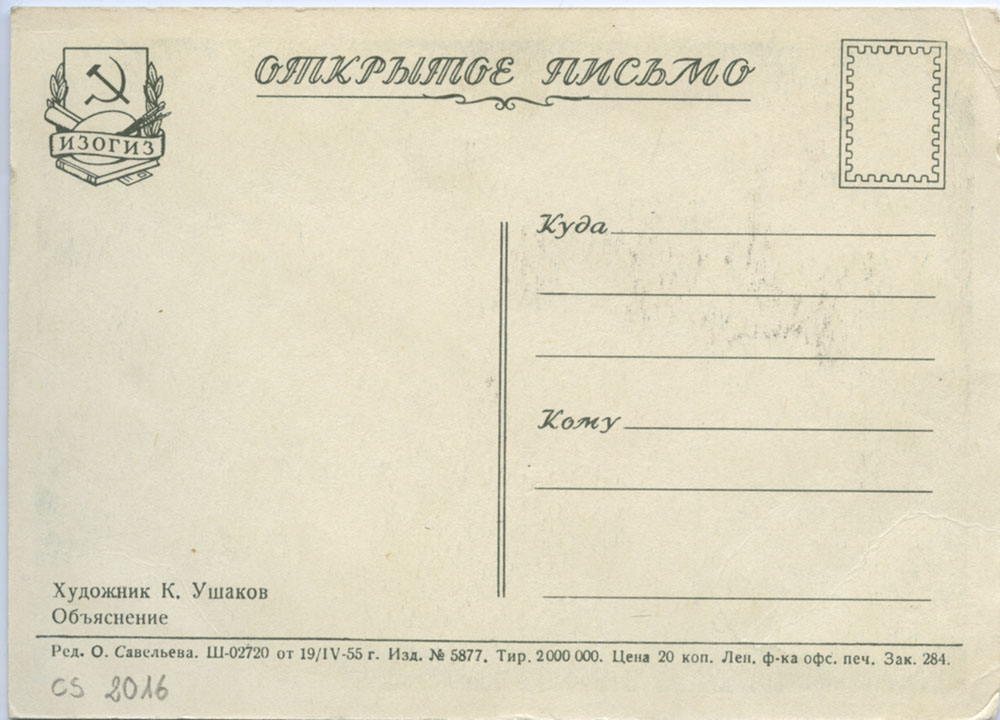 ИЗОГИЗ
ОТКРЫТОЕ ПИСЬМО
Куда
Кому
Художник К. Ушаков
Объяснение
Ред. О. Савельева. Ш-02720 от 19/IV-55 г. Изд. № 5877. Тир. 2 000 000. Цена 20 коп. Лен. ф-ка офс. печ. Зак. 284.
CS 2016